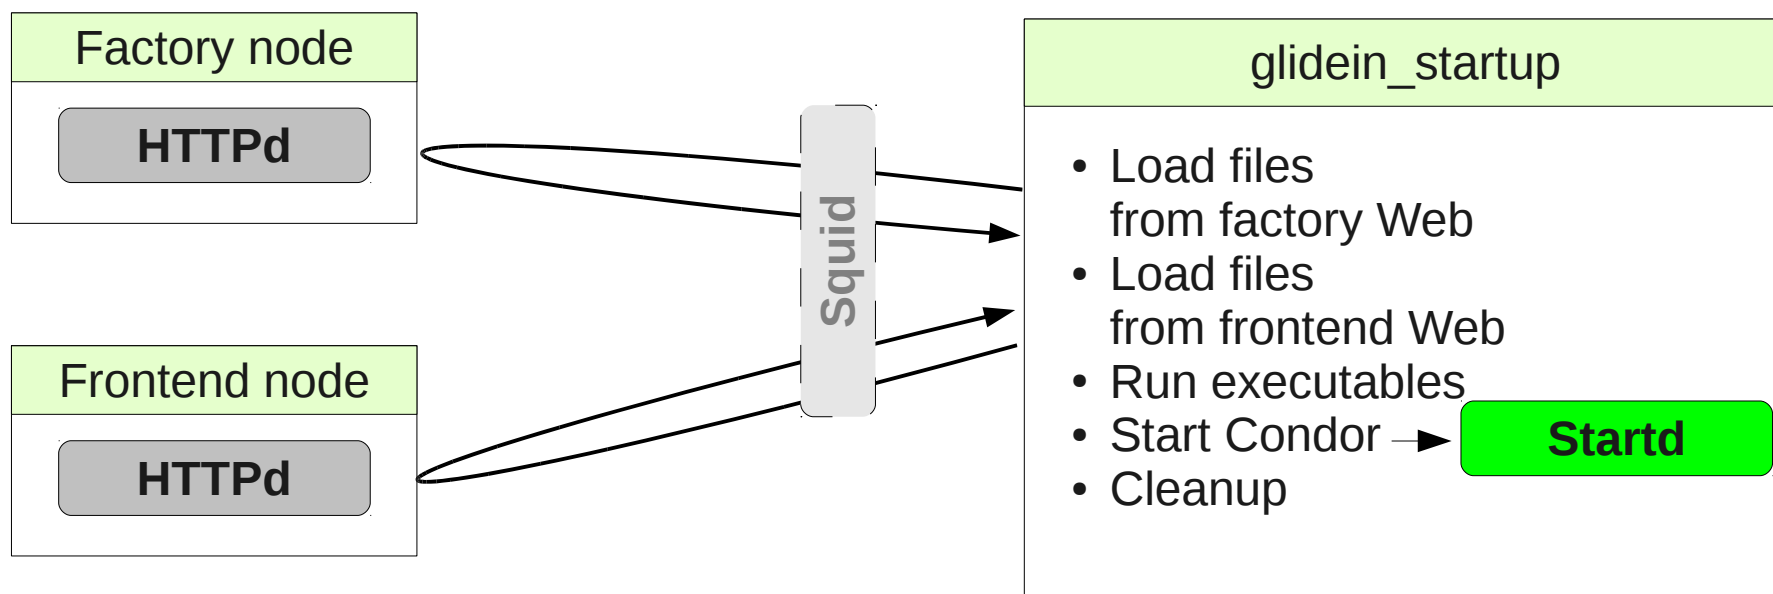 Factory node
HTTPd
Frontend node
HTTPd
Squid
glidein_startup
• Load files
from factory Web
• Load files
from frontend Web
• Run executables
• Start Condor
Startd
• Cleanup